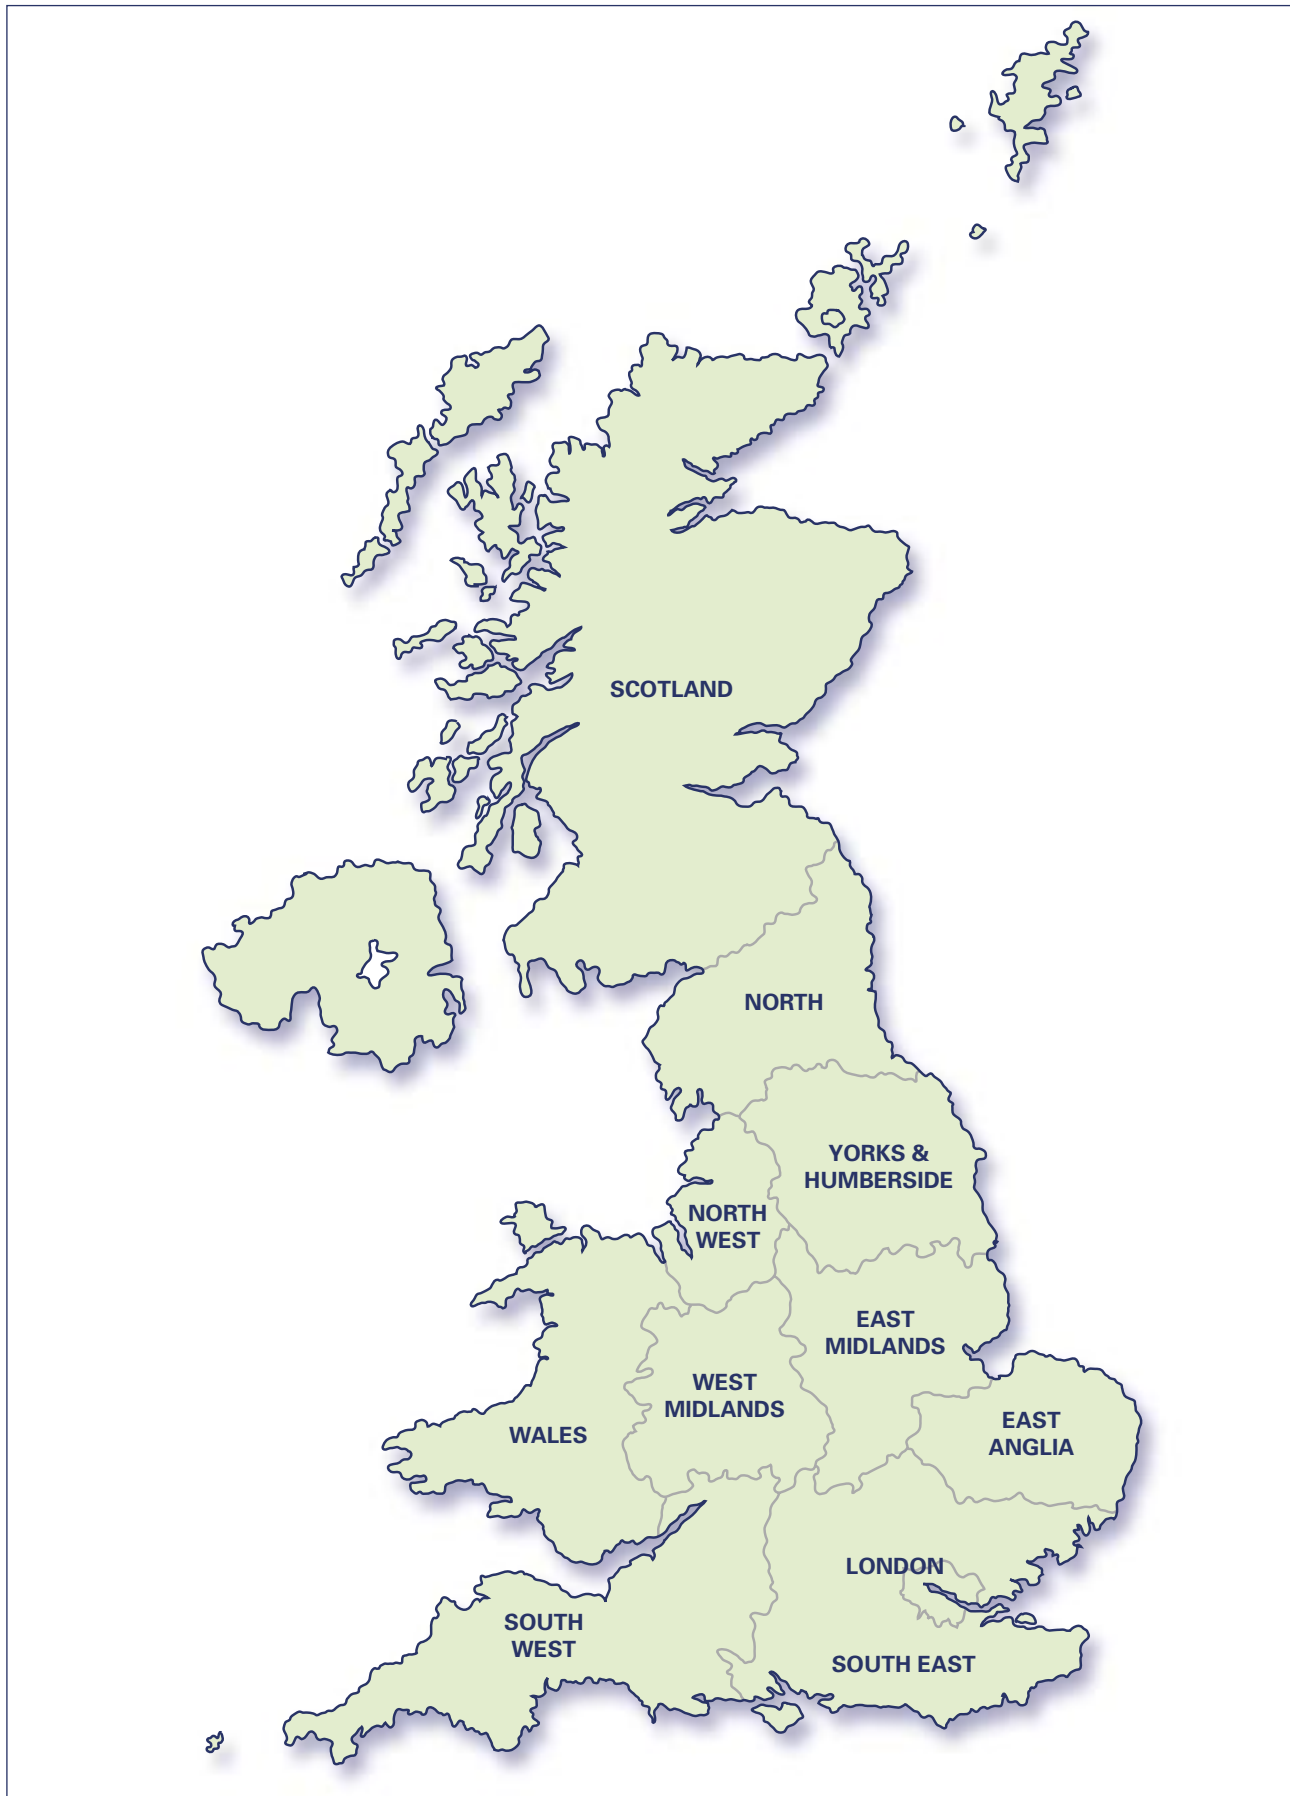 SCOTLAND
NORTH
YORKS &
HUMBERSIDE
NORTH
WEST
EAST
MIDLANDS
WEST
MIDLANDS
EAST
ANGLIA
WALES
LONDON
SOUTH
WEST
SOUTH EAST